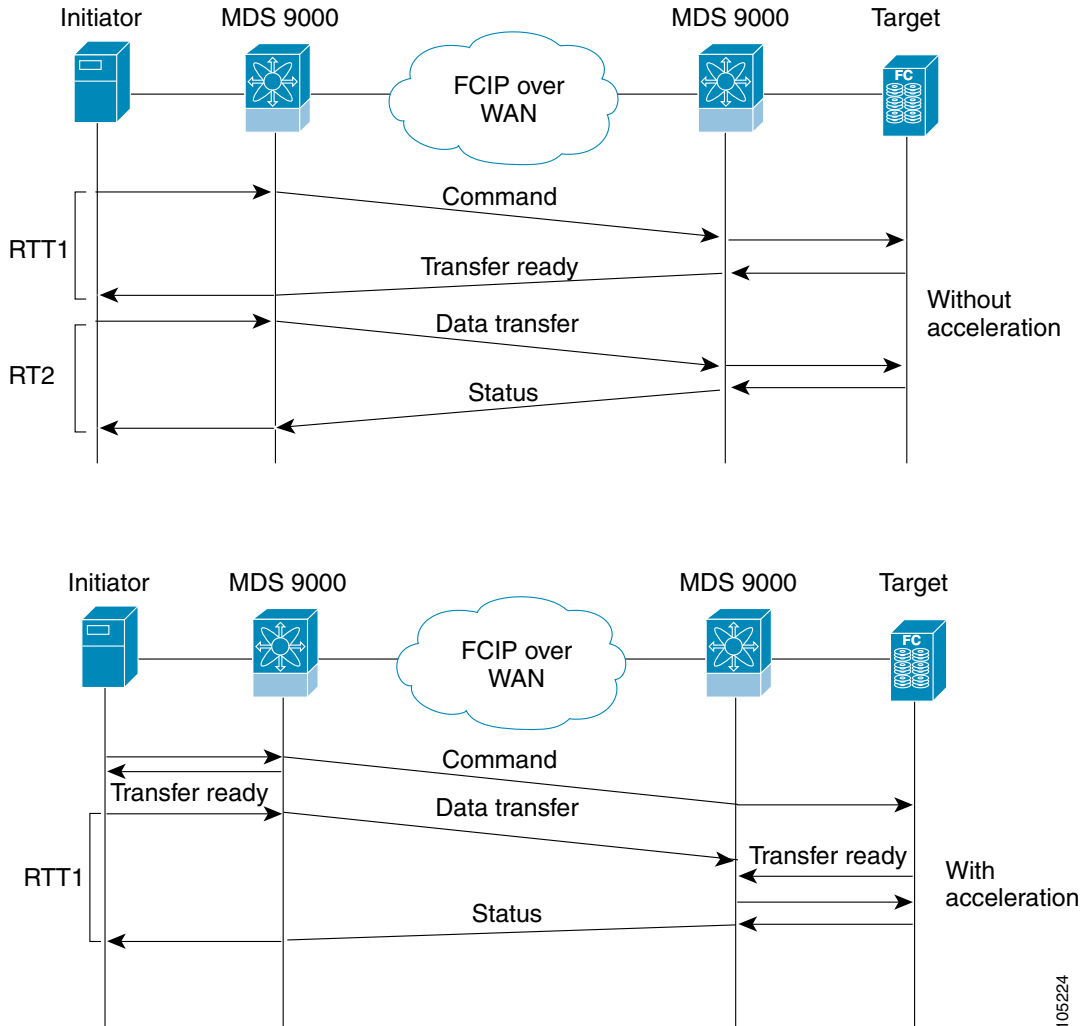 Initiator
MDS 9000
MDS 9000
Target
FCIP over
WAN
FC
Command
RTT1
Transfer ready
Without
acceleration
Data transfer
RT2
Status
Initiator
MDS 9000
MDS 9000
Target
FCIP over
WAN
FC
Command
Transfer ready
Data transfer
Transfer ready
RTT1
With
acceleration
Status
105224